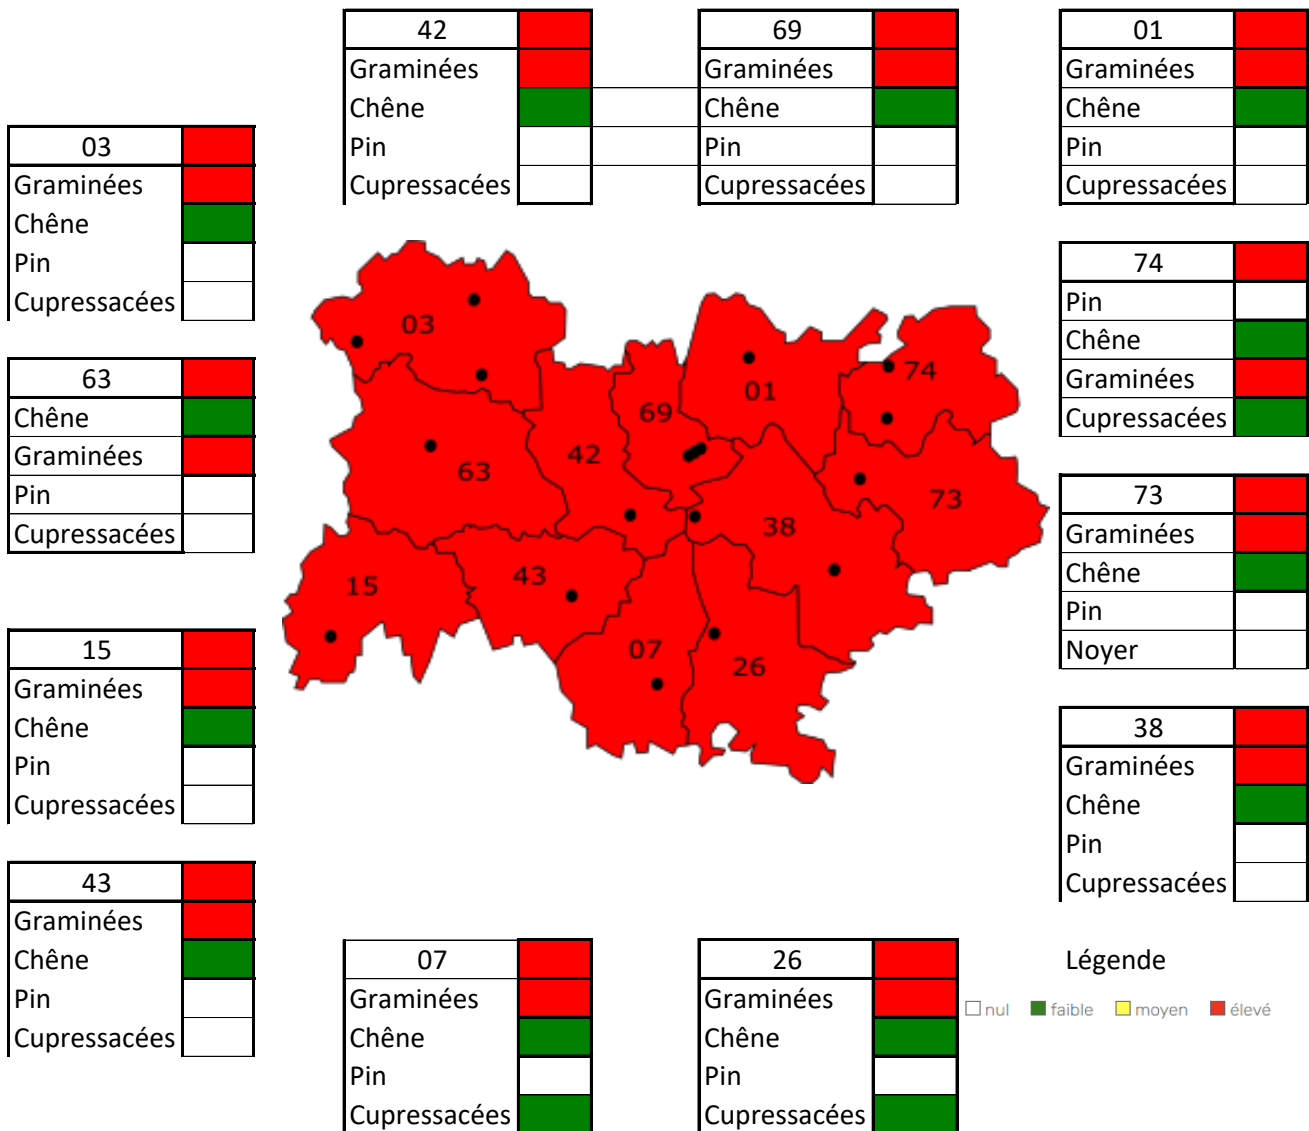 42
Graminées
Chêne
Pin
Cupressacées
69
Graminées
Chêne
Pin
Cupressacées
01
Graminées
Chêne
Pin
Cupressacées
03
Graminées
Chêne
Pin
Cupressacées
74
Pin
Chêne
Graminées
Cupressacées
63
Chêne
Graminées
Pin
Cupressacées
73
Graminées
Chêne
Pin
Noyer
15
Graminées
Chêne
Pin
Cupressacées
38
Graminées
Chêne
Pin
Cupressacées
43
Graminées
Chêne
Pin
Cupressacées
07
Graminées
Chêne
Pin
Cupressacées
26
Graminées
Chêne
Pin
Cupressacées
03
01
74
69
63
42
73
38
15
43
07
26
Légende
nul faible moyen élevé